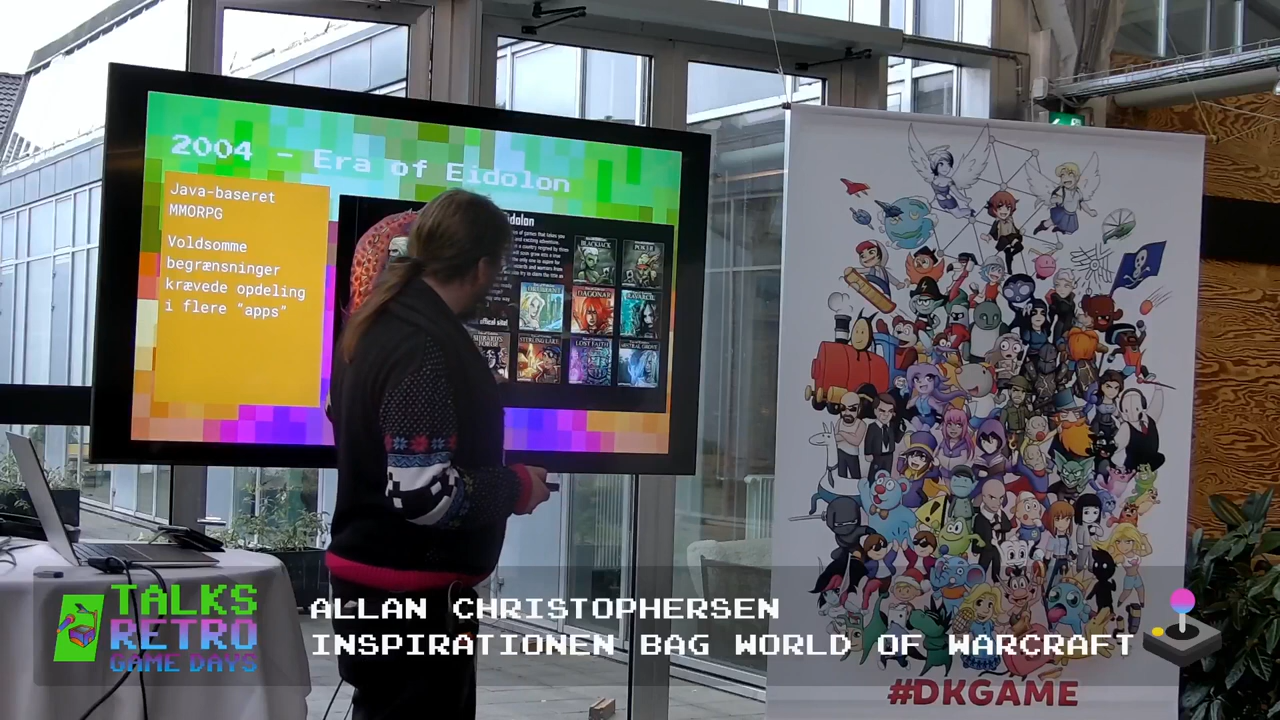 2004 - Era of Eidolon
Java-baseret
MMORPG
Voldsomme
begrænsninger
krævede opdeling
i flere "apps"
Eidolon
BLACKJACK
POKER
DAGONAR
LOST FAITH
TALKS
RETRO
GAME DAYS
ALLAN CHRISTOPHERSEN
INSPIRATIONEN BAG WORLD OF WARCRAFT
#DKGAME